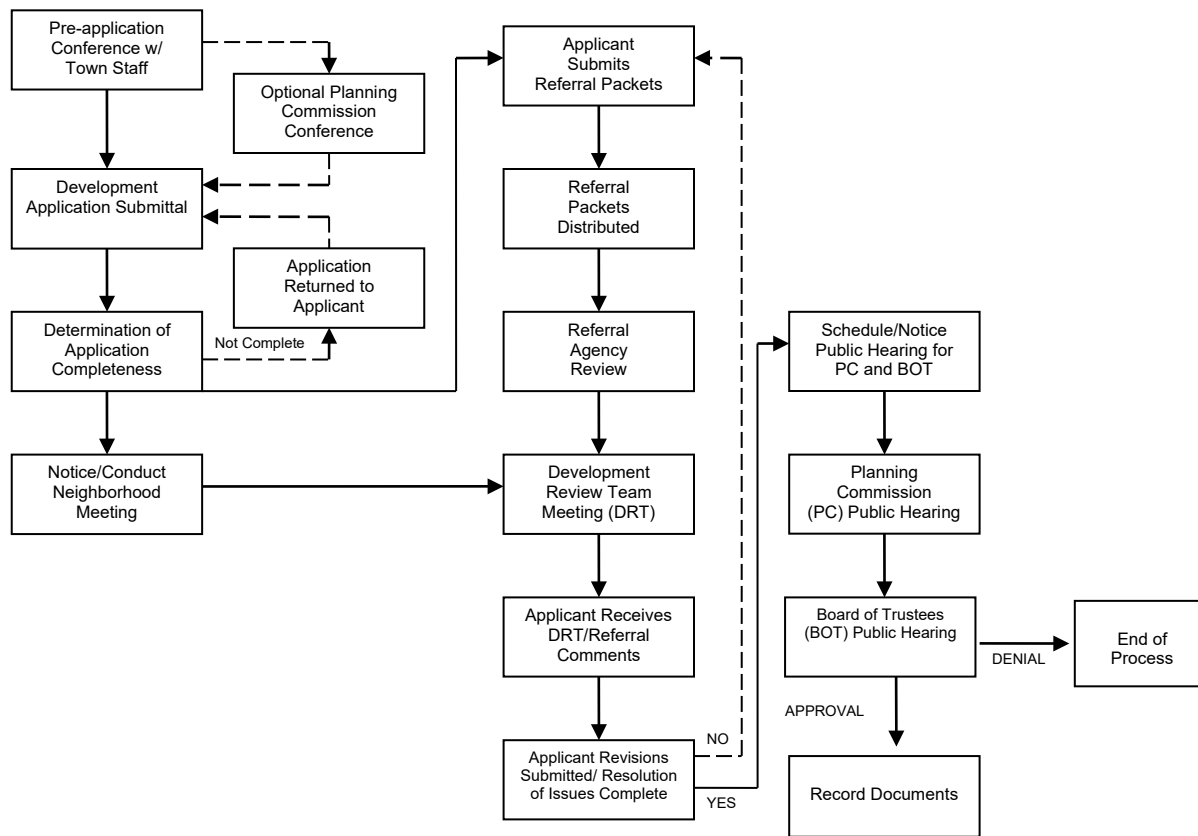 Pre-application
Conference w/
Town Staff
Optional Planning
Commission
Conference
Development
Application Submittal
Application
Returned to
Applicant
Determination of
Application
Completeness
Not Complete
Notice/Conduct
Neighborhood
Meeting
Applicant
Submits
Referral Packets
Referral
Packets
Distributed
Referral
Agency
Review
Development
Review Team
Meeting (DRT)
Applicant Receives
DRT/Referral
Comments
Applicant Revisions
Submitted/ Resolution
of Issues Complete
NO
YES
Schedule/Notice
Public Hearing for
PC and BOT
Planning
Commission
(PC) Public Hearing
Board of Trustees
(BOT) Public Hearing
DENIAL
End of
Process
APPROVAL
Record Documents